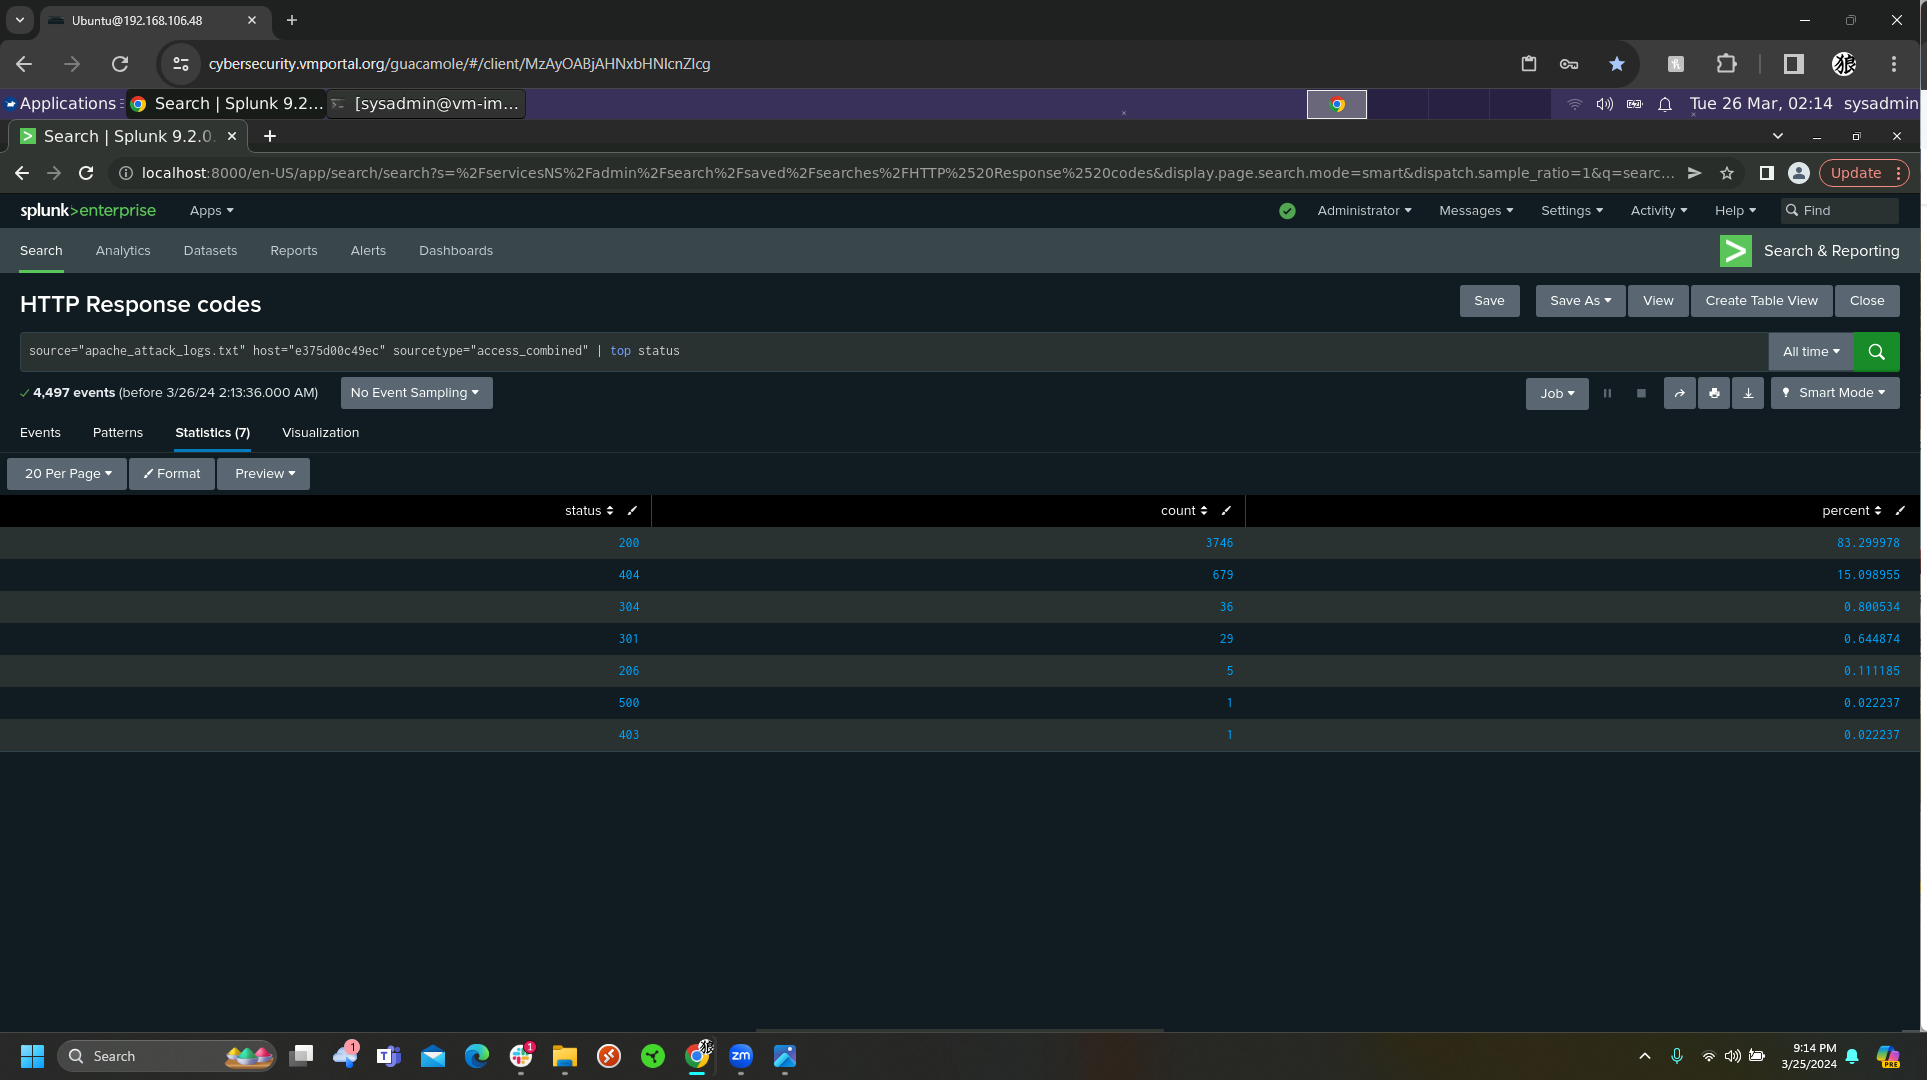 Ubuntu@192.168.106.48
cybersecurity.vmportal.org/guacamole/#/client/MzAyOABjAHNxbHNlcnZlcg
Applications
Search | Splunk 9.2...
[sysadmin@vm-im...
Tue 26 Mar, 02:14 sysadmin
Search | Splunk 9.2.0.
localhost:8000/en-US/app/search/search?s=%2FservicesNS%2Fadmin%2Fsearch%2Fsaved%2Fsearches%2FHTTP%2520Response%2520codes&display.page.search.mode=smart&dispatch.sample_ratio=1&q=searc...
Update
splunk>enterprise
Apps
Administrator
Messages
Settings
Activity
Help
Find
Search
Analytics
Datasets
Reports
Alerts
Dashboards
Search & Reporting
HTTP Response codes
Save
Save As
View
Create Table View
Close
source="apache_attack_logs.txt" host="e375d00c49ec" sourcetype="access_combined" | top status
All time
4,497 events (before 3/26/24 2:13:36.000 AM)
No Event Sampling
Job
Smart Mode
Events
Patterns
Statistics (7)
Visualization
20 Per Page
Format
Preview
status count percent
200 3746 83.299978
404 679 15.098955
304 36 0.800534
301 29 0.644874
206 5 0.111185
500 1 0.022237
403 1 0.022237
Search
1
1
zm
PRE
9:14 PM
3/25/2024